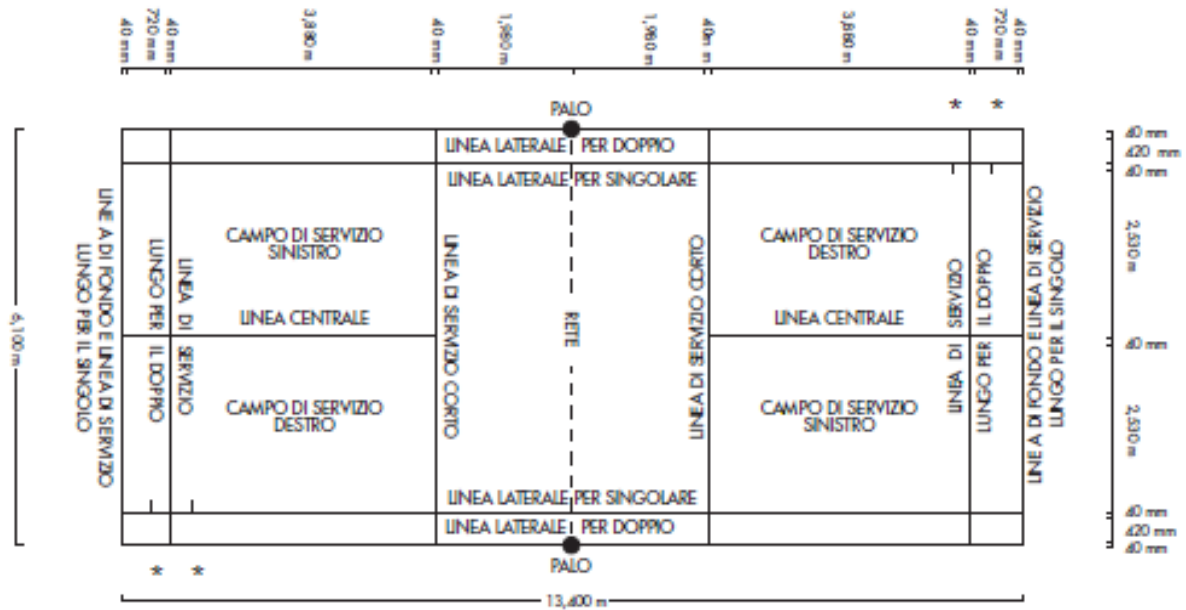 40 mm
720 mm
40 mm
3,880 m
40 mm
1,980 m
1,980 m
40m m
3,880 m
40 mm
720 mm
40 mm
PALO
* *
LINEA LATERALE PER DOPPIO
LINEA LATERALE PER SINGOLARE
40 mm
420 mm
40 mm
6,100 m
LINE A DI FONDO E LINEA DI SERVIZIO
LUNGO PER IL SINGOLO
LUNGO PER IL DOPPIO
LINEA DI SERVIZIO
CAMPO DI SERVIZIO
SINISTRO
LINEA CENTRALE
CAMPO DI SERVIZIO
DESTRO
LINEA DI SERVIZIO CORTO
RETE
LINEA DI SERVIZIO CORTO
CAMPO DI SERVIZIO
DESTRO
LINEA CENTRALE
CAMPO DI SERVIZIO
SINISTRO
LINEA DI SERVIZIO
LUNGO PER IL DOPPIO
LINE A DI FONDO E LINEA DI SERVIZIO
LUNGO PER IL SINGOLO
2,530 m
40 mm
2,530 m
LINEA LATERALE PER SINGOLARE
LINEA LATERALE PER DOPPIO
40 mm
420 mm
40 mm
PALO
* *
13,400 m